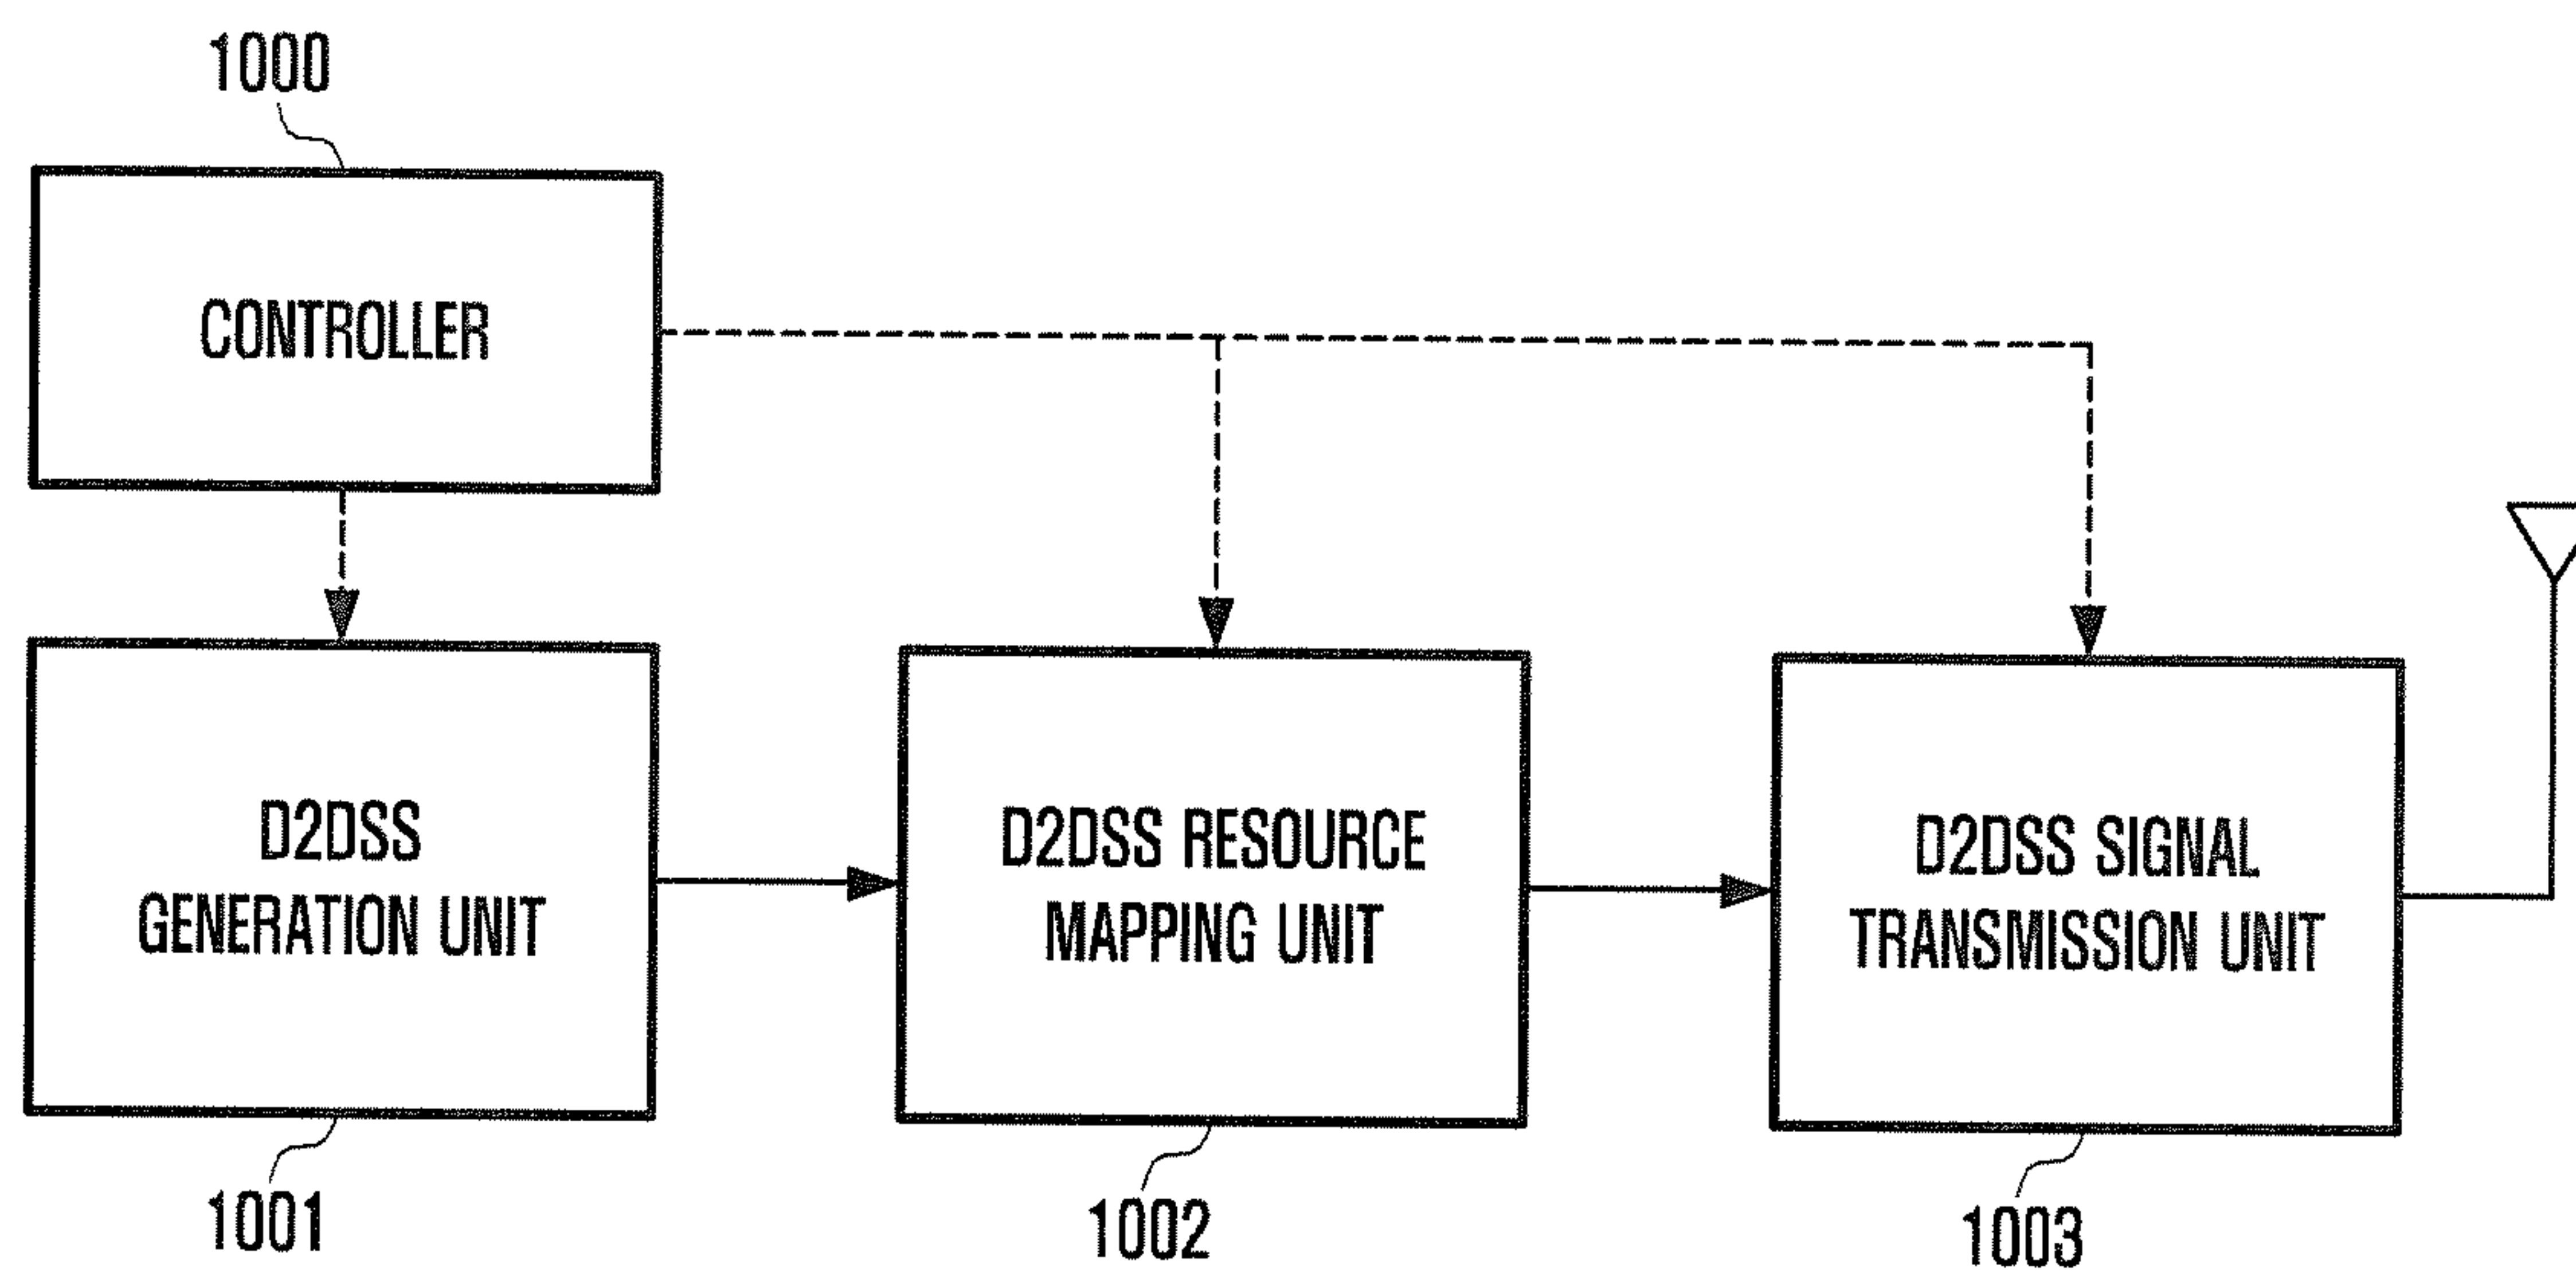 1000
CONTROLLER
D2DSS
GENERATION UNIT
D2DSS RESOURCE
MAPPING UNIT
D2DSS SIGNAL
TRANSMISSION UNIT
1001
1002
1003